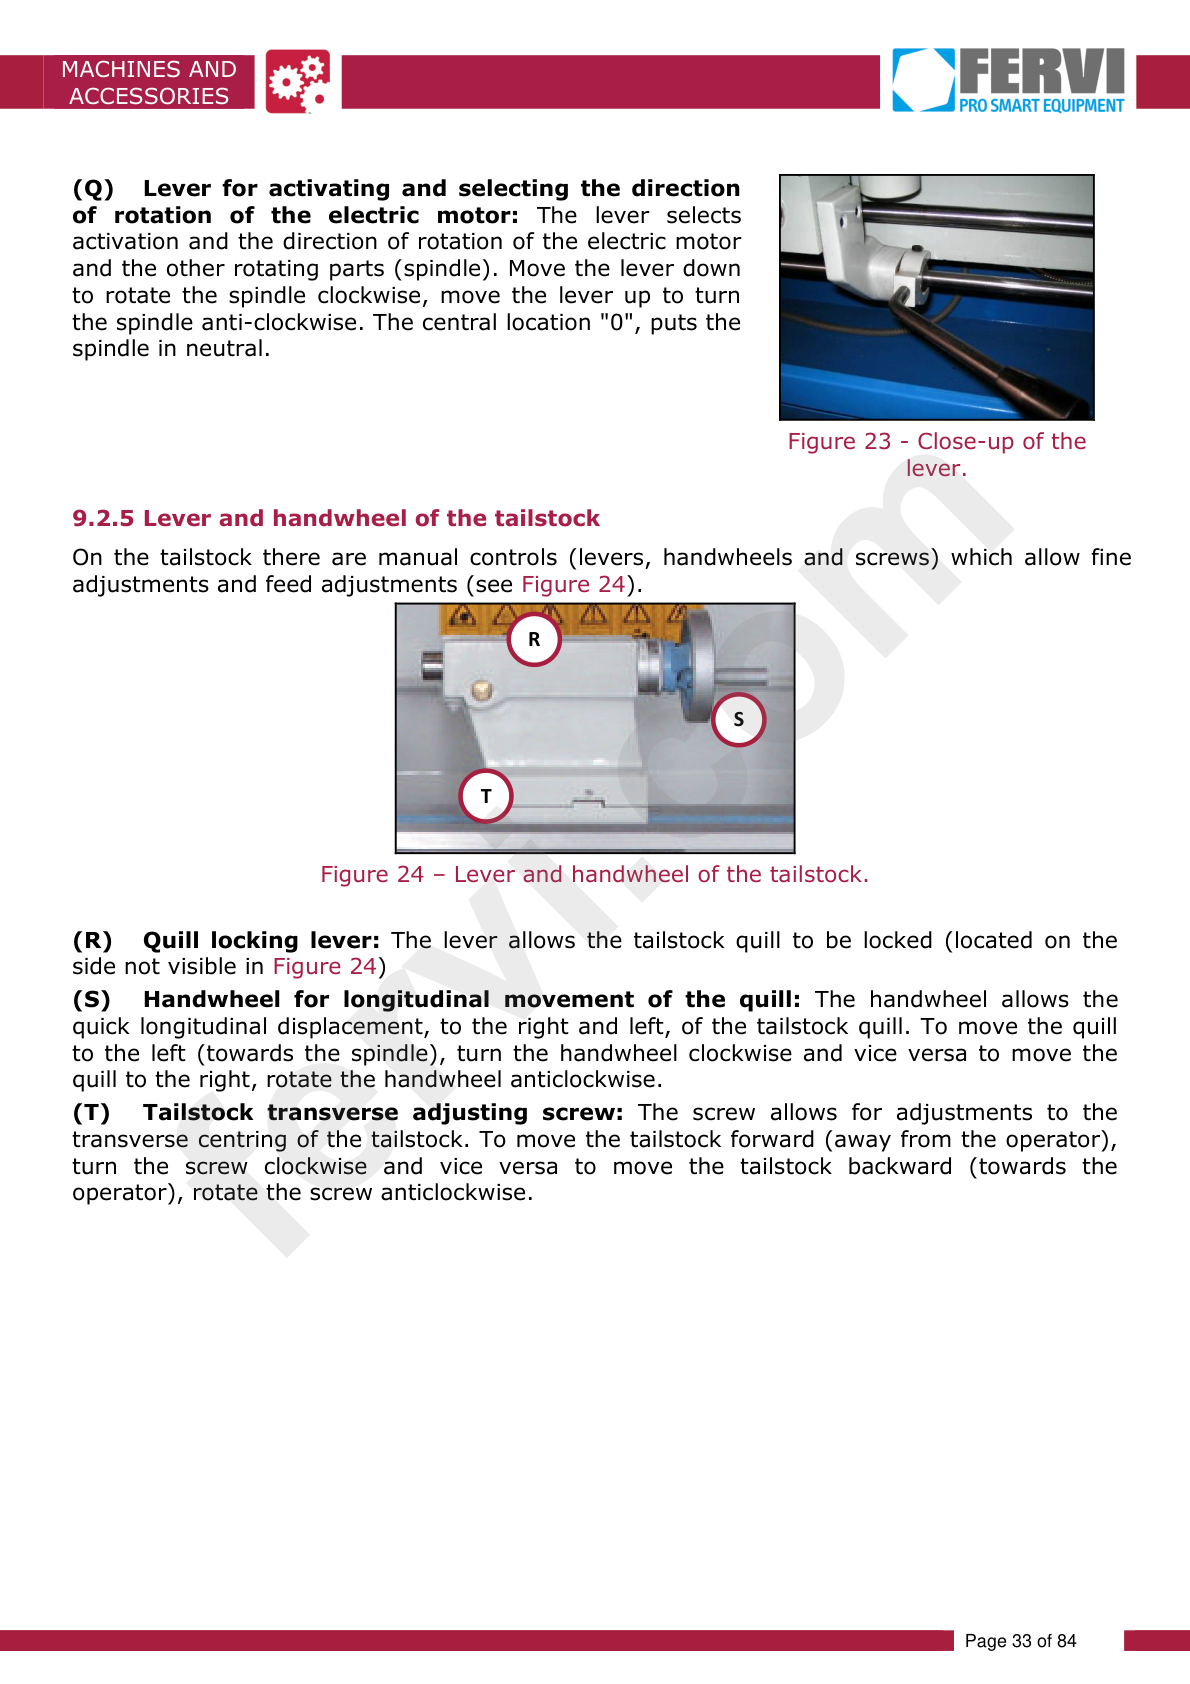 MACHINES AND
ACCESSORIES
FERVI
PRO SMART EQUIPMENT
(Q) Lever for activating and selecting the direction
of rotation of the electric motor: The lever selects
activation and the direction of rotation of the electric motor
and the other rotating parts (spindle). Move the lever down
to rotate the spindle clockwise, move the lever up to turn
the spindle anti-clockwise. The central location "0", puts the
spindle in neutral.
Figure 23 - Close-up of the
lever.
9.2.5 Lever and handwheel of the tailstock
On the tailstock there are manual controls (levers, handwheels and screws) which allow fine
adjustments and feed adjustments (see Figure 24).
R
S
T
Figure 24 – Lever and handwheel of the tailstock.
(R) Quill locking lever: The lever allows the tailstock quill to be locked (located on the
side not visible in Figure 24)
(S) Handwheel for longitudinal movement of the quill: The handwheel allows the
quick longitudinal displacement, to the right and left, of the tailstock quill. To move the quill
to the left (towards the spindle), turn the handwheel clockwise and vice versa to move the
quill to the right, rotate the handwheel anticlockwise.
(T) Tailstock transverse adjusting screw: The screw allows for adjustments to the
transverse centring of the tailstock. To move the tailstock forward (away from the operator),
turn the screw clockwise and vice versa to move the tailstock backward (towards the
operator), rotate the screw anticlockwise.
fervi.com
Page 33 of 84